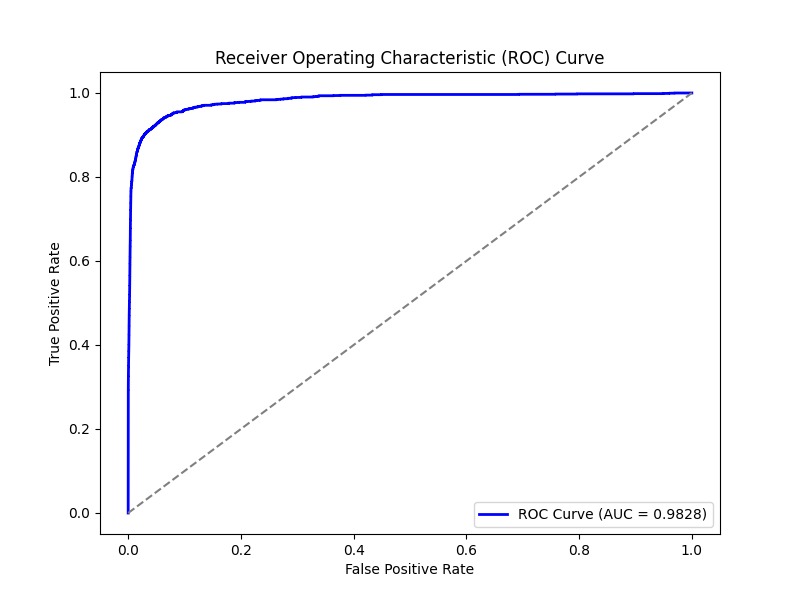 Receiver Operating Characteristic (ROC) Curve
True Positive Rate
1.0
0.8
0.6
0.4
0.2
0.0
ROC Curve (AUC = 0.9828)
0.0 0.2 0.4 0.6 0.8 1.0
False Positive Rate